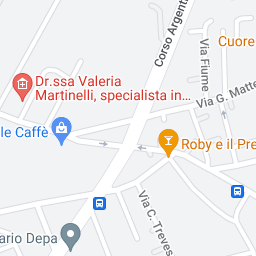 Corso Argent
Via Fiume
Cuore
Dr.ssa Valeria
Martinelli, specialista in...
Via G. Matte
le Caffè
Roby e il Pre
Via C. Treves
ario Depa